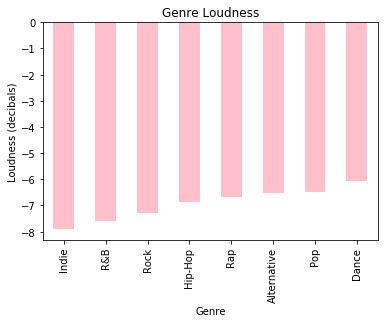 Genre Loudness
0
−1
−2
−3
−4
−5
−6
−7
−8
Loudness (decibals)
Indie
R&B
Rock
Hip-Hop
Rap
Alternative
Pop
Dance
Genre